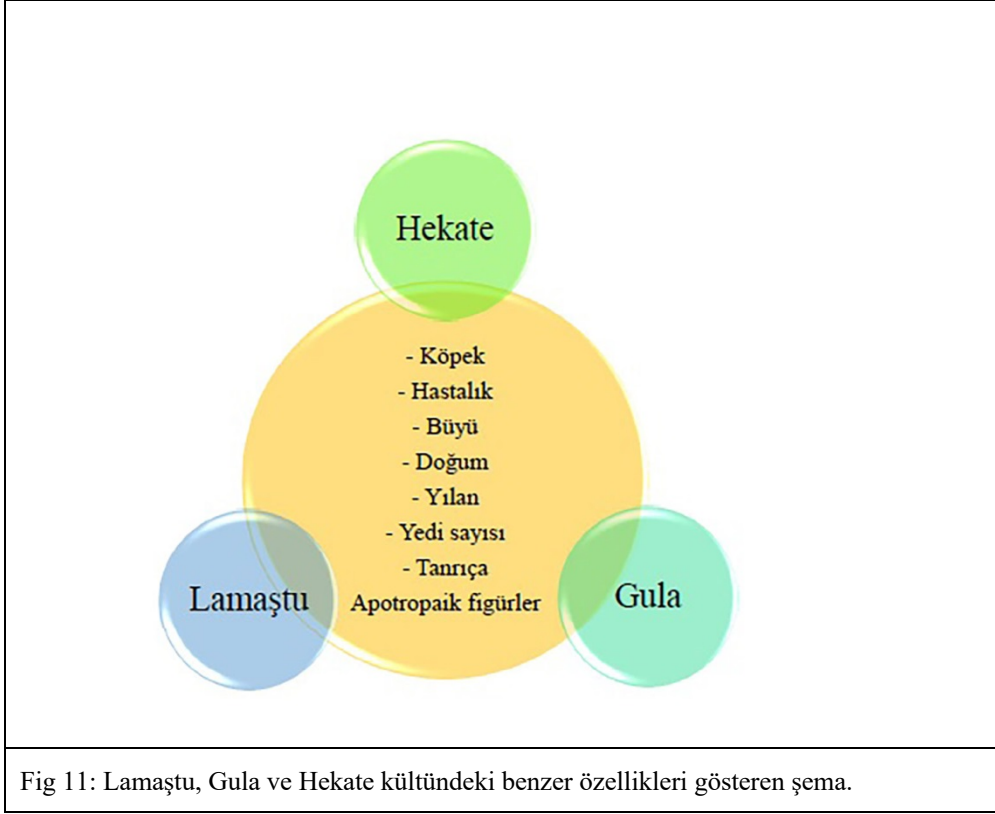 Hekate
- Köpek
- Hastalık
- Büyü
- Doğum
- Yılan
- Yedi sayısı
- Tanrıça
Apotropaik figürler
Lamaştu
Gula
Fig 11: Lamaştu, Gula ve Hekate kültündeki benzer özellikleri gösteren şema.